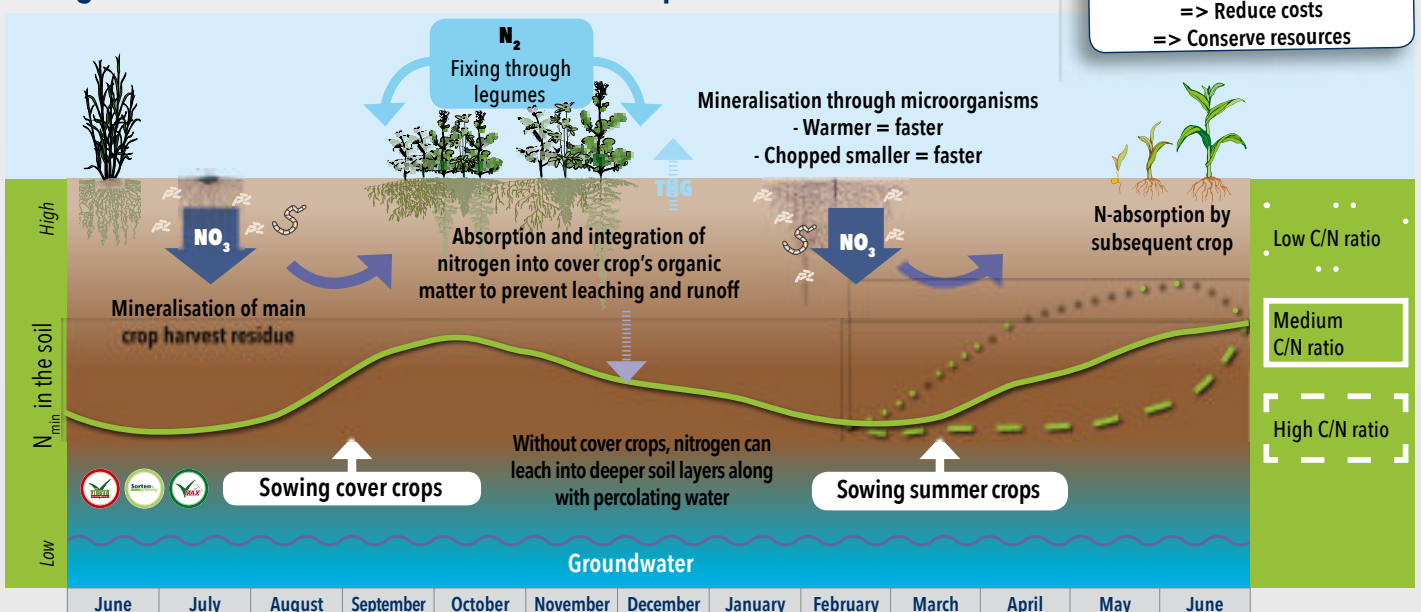 => Reduce costs
=> Conserve resources
N2
Fixing through
legumes
Mineralisation through microorganisms
- Warmer = faster
- Chopped smaller = faster
THG
High
NO3
Absorption and integration of
nitrogen into cover crop's organic
matter to prevent leaching and runoff
NO3
N-absorption by
subsequent crop
Low C/N ratio
Mineralisation of main
crop harvest residue
Medium
C/N ratio
Nmin in the soil
High C/N ratio
Without cover crops, nitrogen can
leach into deeper soil layers along
with percolating water
Sowing cover crops
Sowing summer crops
Low
Groundwater
June July August September October November December January February March April May June